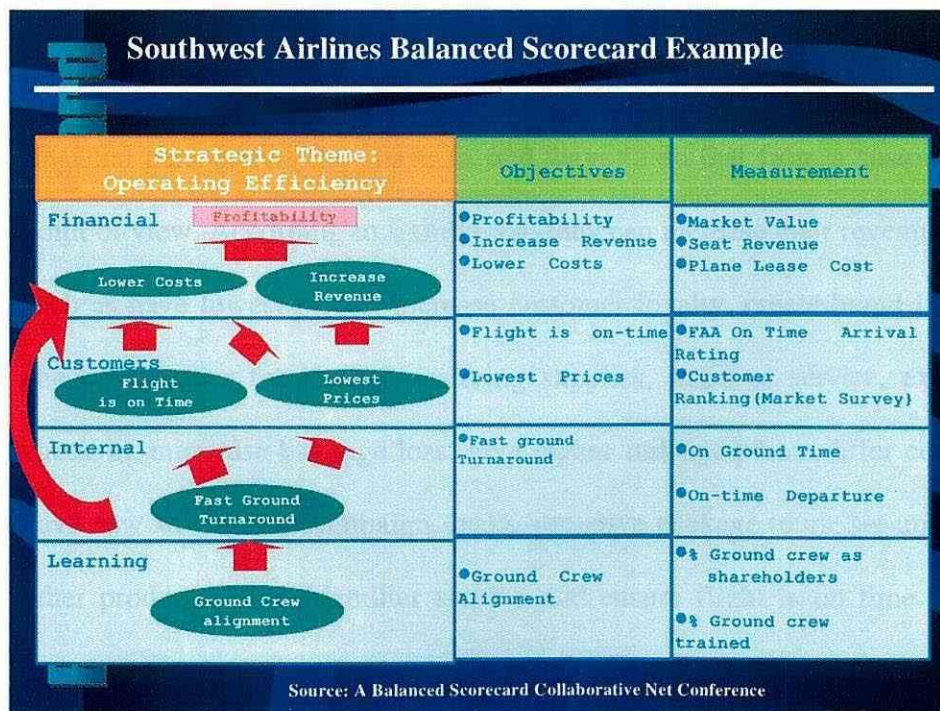 Southwest Airlines Balanced Scorecard Example
Strategic Theme:
Operating Efficiency
Objectives
Measurement
Financial
Profitability
Lower Costs
Increase
Revenue
•Profitability
•Increase Revenue
•Lower Costs
•Market Value
•Seat Revenue
•Plane Lease Cost
Customers
Flight
is on Time
Lowest
Prices
•Flight is on-time
•Lowest Prices
•FAA On Time Arrival
Rating
•Customer
Ranking(Market Survey)
Internal
Fast Ground
Turnaround
•Fast ground
Turnaround
•On Ground Time
•On-time Departure
Learning
Ground Crew
alignment
•Ground Crew
Alignment
•% Ground crew as
shareholders
•% Ground crew
trained
Source: A Balanced Scorecard Collaborative Net Conference